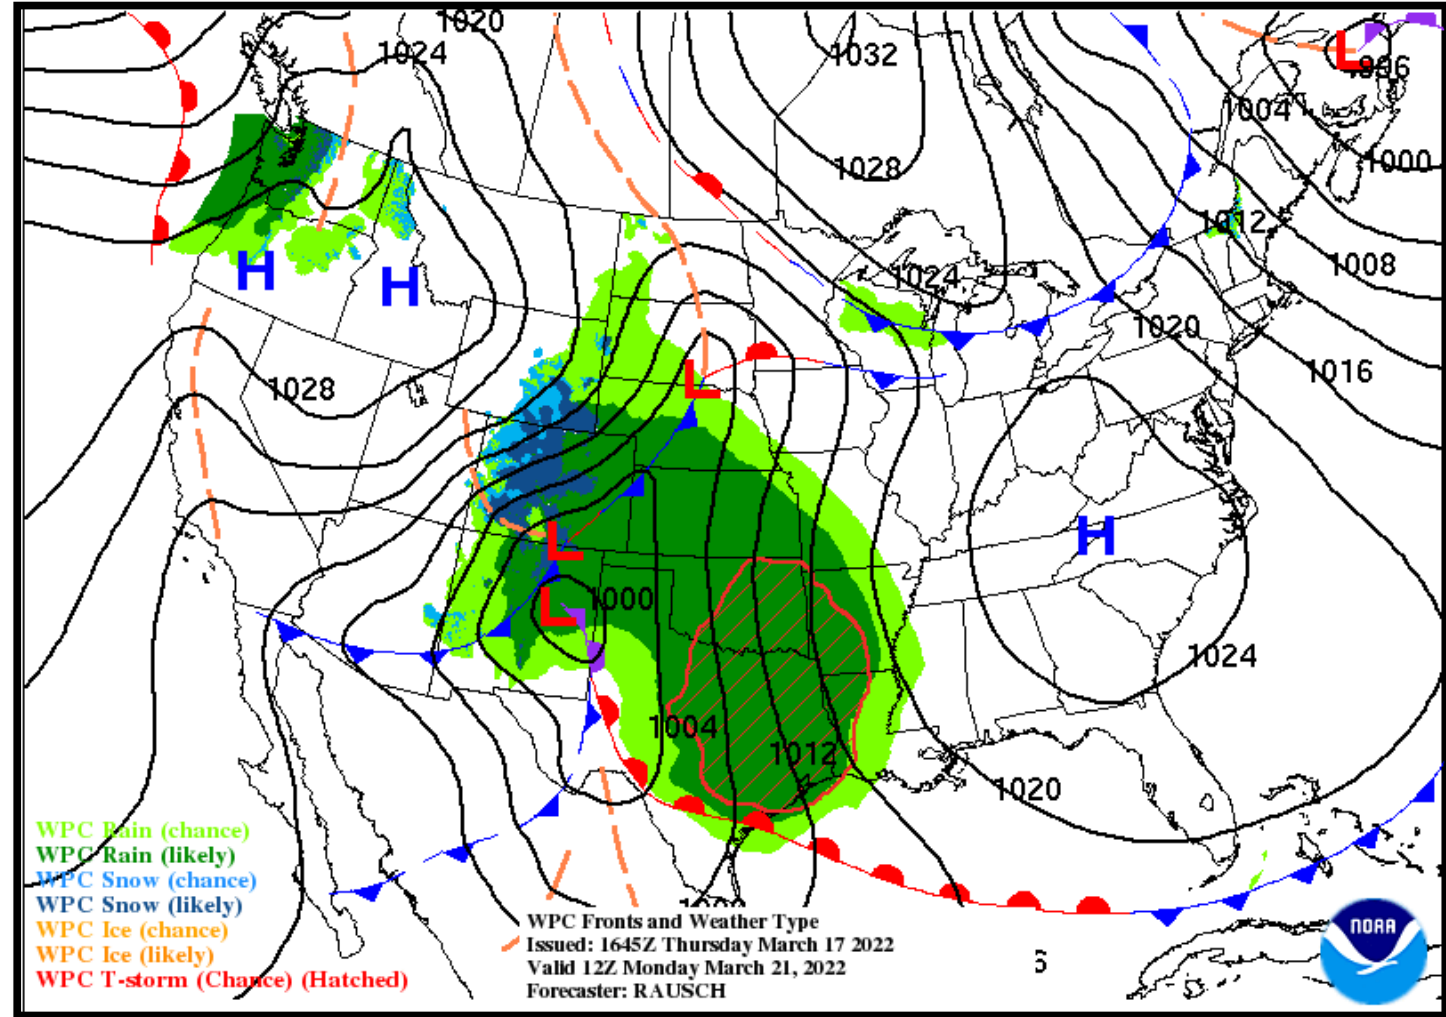 1020
1024
1032
996
1004
1028
1000
1012
1008
1024
1020
1016
1028
L
H
H
L
H
L
L
1000
1024
1004
1012
1020
WPC Rain (chance)
WPC Rain (likely)
WPC Snow (chance)
WPC Snow (likely)
WPC Ice (chance)
WPC Ice (likely)
WPC T-storm (Chance) (Hatched)
WPC Fronts and Weather Type
Issued: 1645Z Thursday March 17 2022
Valid 12Z Monday March 21, 2022
Forecaster: RAUSCH
NOAA